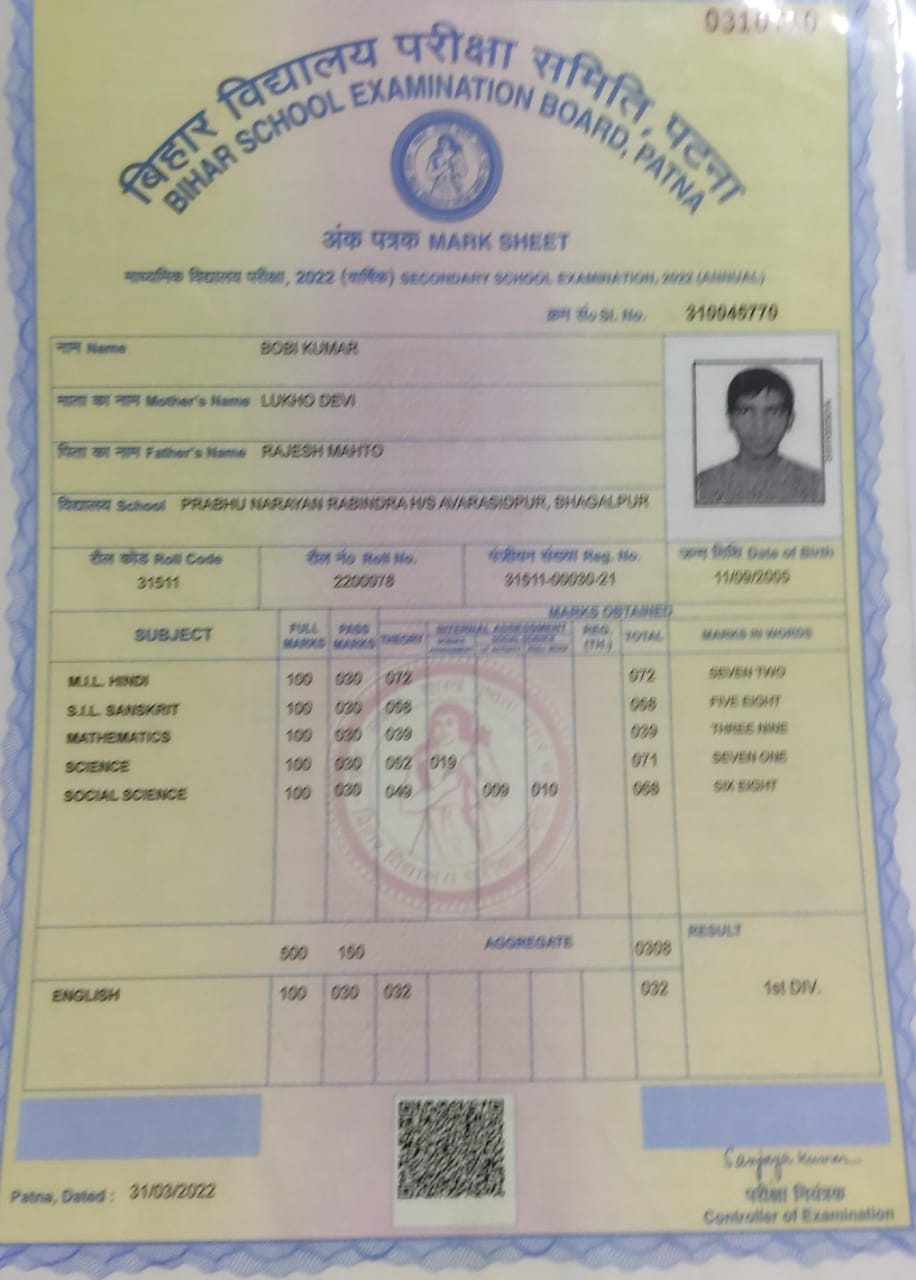 बिहार विद्यालय परीक्षा समिति, पटना
BIHAR SCHOOL EXAMINATION BOARD, PATNA
अंक पत्रक MARK SHEET
माध्यमिक विद्यालय परीक्षा, 2022 (वार्षिक) SECONDARY SCHOOL EXAMINATION, 2022 (ANNUAL)
क्रम सं० Sl. No. 310045770
नाम Name BOBI KUMAR
माता का नाम Mother's Name LUKHO DEVI
पिता का नाम Father's Name RAJESH MAHTO
विद्यालय School PRABHU NARAYAN RABINDRA H/S AVARASIDPUR, BHAGALPUR
रौल कोड Roll Code रौल नं० Roll No. पंजीयन संख्या Reg. No. जन्म तिथि Date of Birth
31511 2200078 31511-00030-21 11/09/2005
MARKS OBTAINED
SUBJECT FULL MARKS PASS MARKS THEORY INTERNAL ASSESSMENT REG. (TH.) TOTAL MARKS IN WORDS
M.I.L. HINDI 100 030 072 072 SEVEN TWO
S.I.L. SANSKRIT 100 030 058 058 FIVE EIGHT
MATHEMATICS 100 030 039 039 THREE NINE
SCIENCE 100 030 052 019 071 SEVEN ONE
SOCIAL SCIENCE 100 030 049 009 010 068 SIX EIGHT
500 150 AGGREGATE 0308 RESULT
ENGLISH 100 030 032 032 1st DIV.
Patna, Dated : 31/03/2022
Sanjay Kumar
परीक्षा नियंत्रक
Controller of Examination